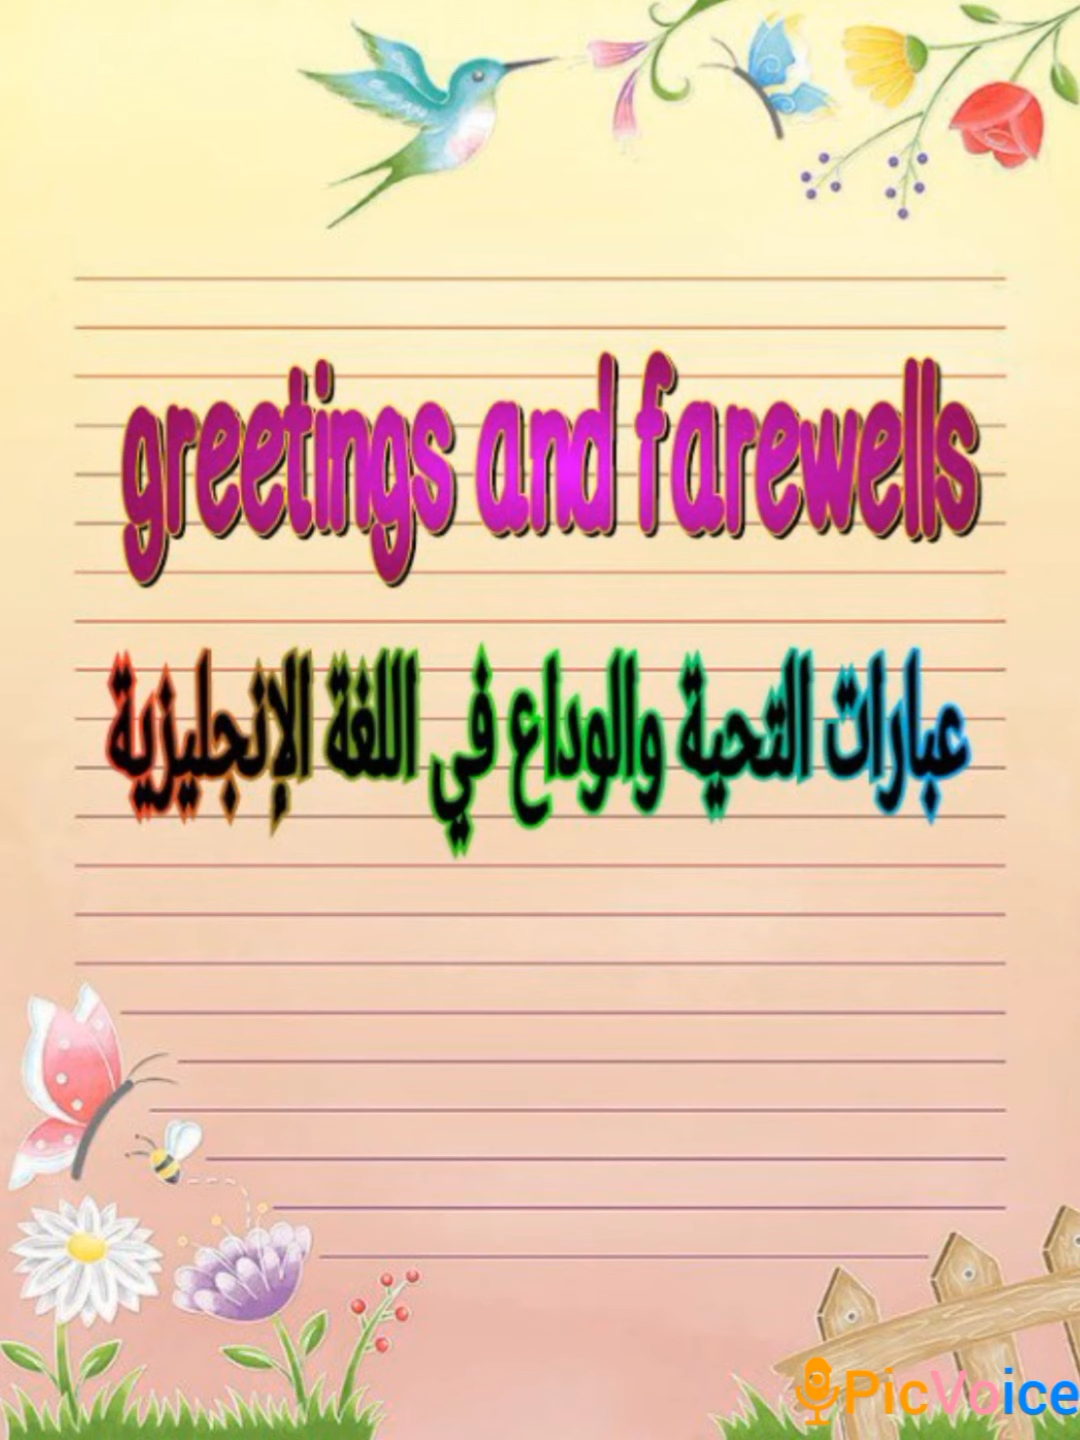 greetings and farewells
عبارات التحية والوداع في اللغة الإنجليزية
PicVoice